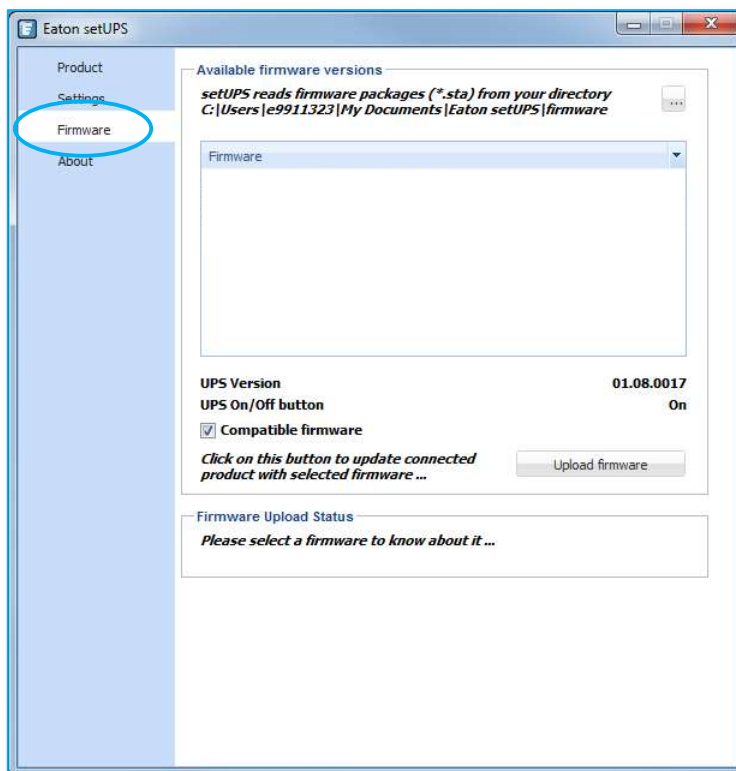 Eaton setUPS
Product
Settings
Firmware
About
Available firmware versions
setUPS reads firmware packages (*.sta) from your directory
C:|Users|e9911323|My Documents|Eaton setUPS|firmware
...
Firmware
UPS Version 01.08.0017
UPS On/Off button On
Compatible firmware
Click on this button to update connected
product with selected firmware ...
Upload firmware
Firmware Upload Status
Please select a firmware to know about it ...